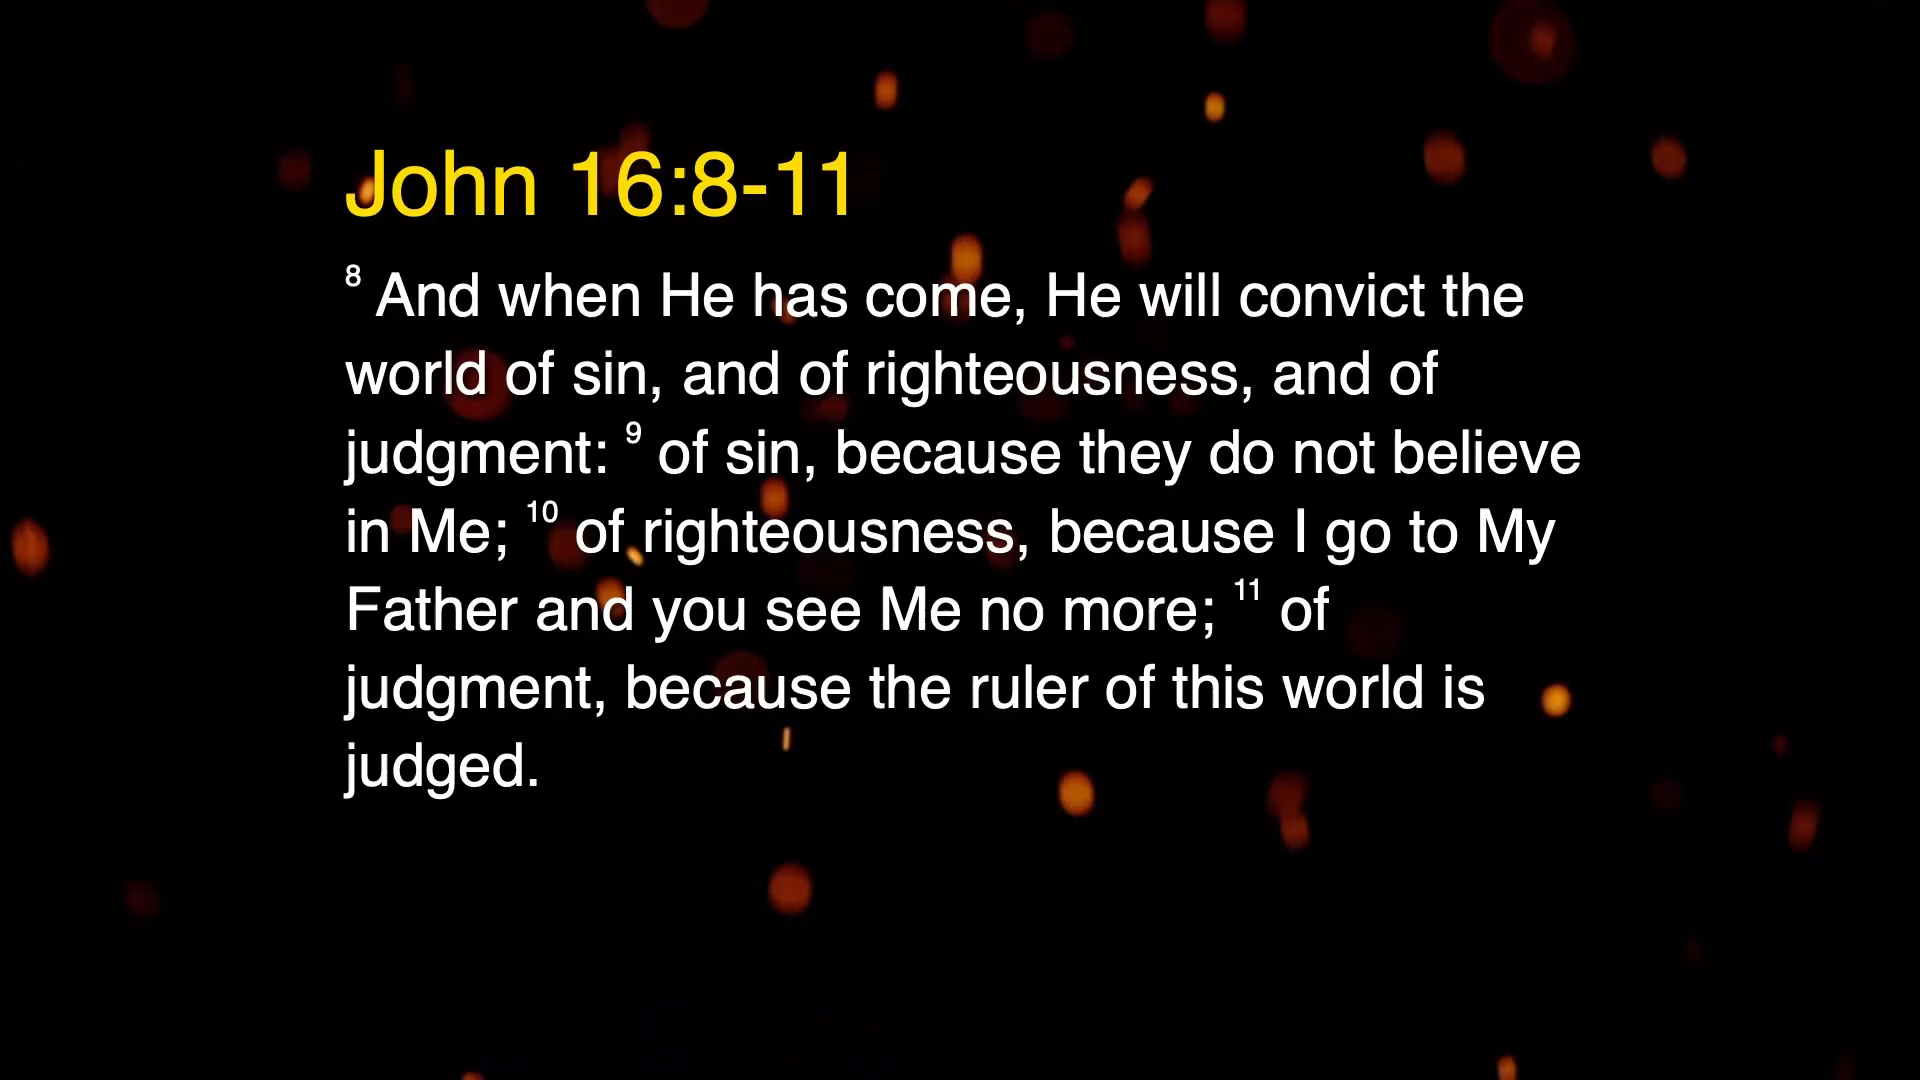 John 16:8-11
8 And when He has come, He will convict the
world of sin, and of righteousness, and of
judgment: 9 of sin, because they do not believe
in Me; 10 of righteousness, because I go to My
Father and you see Me no more; 11 of
judgment, because the ruler of this world is
judged.